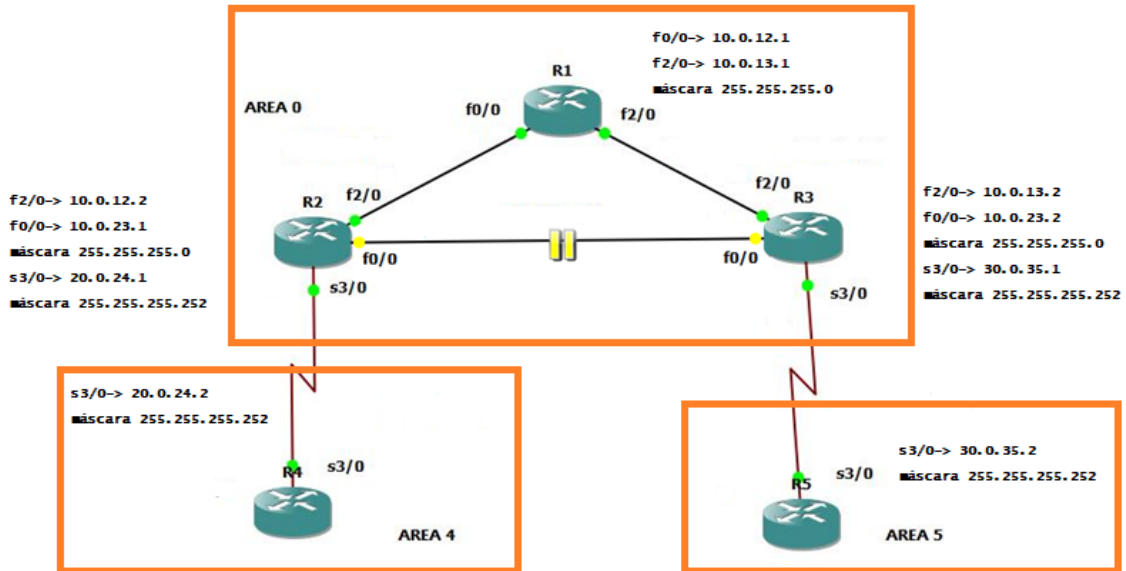 f0/0-> 10.0.12.1
f2/0-> 10.0.13.1
máscara 255.255.255.0
R1
AREA 0
f0/0
f2/0
f2/0-> 10.0.12.2
f0/0-> 10.0.23.1
máscara 255.255.255.0
s3/0-> 20.0.24.1
máscara 255.255.255.252
R2
f2/0
f0/0
s3/0
f2/0
R3
f0/0
s3/0
f2/0-> 10.0.13.2
f0/0-> 10.0.23.2
máscara 255.255.255.0
s3/0-> 30.0.35.1
máscara 255.255.255.252
s3/0-> 20.0.24.2
máscara 255.255.255.252
s3/0
R4
AREA 4
s3/0-> 30.0.35.2
máscara 255.255.255.252
s3/0
R5
AREA 5